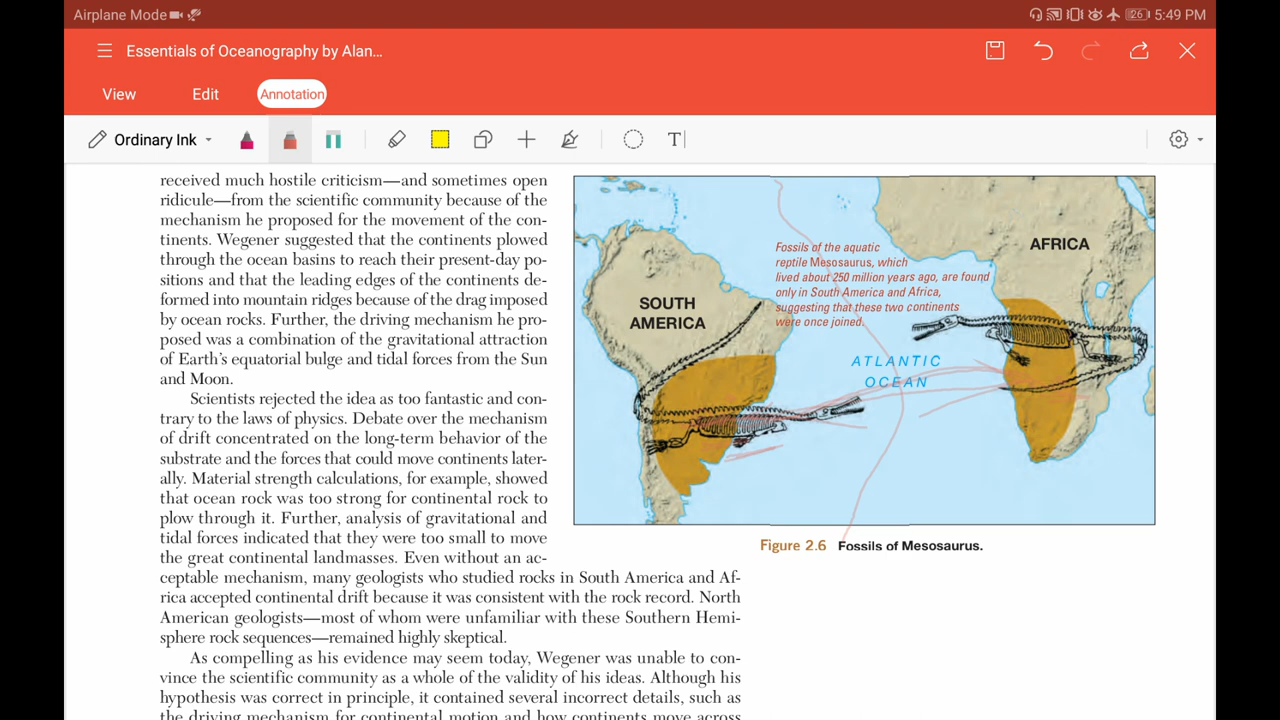 Airplane Mode
26 5:49 PM
Essentials of Oceanography by Alan...
View Edit Annotation
Ordinary Ink
T
received much hostile criticism—and sometimes open
ridicule—from the scientific community because of the
mechanism he proposed for the movement of the con-
tinents. Wegener suggested that the continents plowed
through the ocean basins to reach their present-day po-
sitions and that the leading edges of the continents de-
formed into mountain ridges because of the drag imposed
by ocean rocks. Further, the driving mechanism he pro-
posed was a combination of the gravitational attraction
of Earth's equatorial bulge and tidal forces from the Sun
and Moon.
Scientists rejected the idea as too fantastic and con-
trary to the laws of physics. Debate over the mechanism
of drift concentrated on the long-term behavior of the
substrate and the forces that could move continents later-
ally. Material strength calculations, for example, showed
that ocean rock was too strong for continental rock to
plow through it. Further, analysis of gravitational and
tidal forces indicated that they were too small to move
the great continental landmasses. Even without an ac-
ceptable mechanism, many geologists who studied rocks in South America and Af-
rica accepted continental drift because it was consistent with the rock record. North
American geologists—most of whom were unfamiliar with these Southern Hemi-
sphere rock sequences—remained highly skeptical.
As compelling as his evidence may seem today, Wegener was unable to con-
vince the scientific community as a whole of the validity of his ideas. Although his
hypothesis was correct in principle, it contained several incorrect details, such as
the driving mechanism for continental motion and how continents move across
SOUTH
AMERICA
Fossils of the aquatic
reptile Mesosaurus, which
lived about 250 million years ago, are found
only in South America and Africa,
suggesting that these two continents
were once joined.
AFRICA
ATLANTIC
OCEAN
Figure 2.6 Fossils of Mesosaurus.